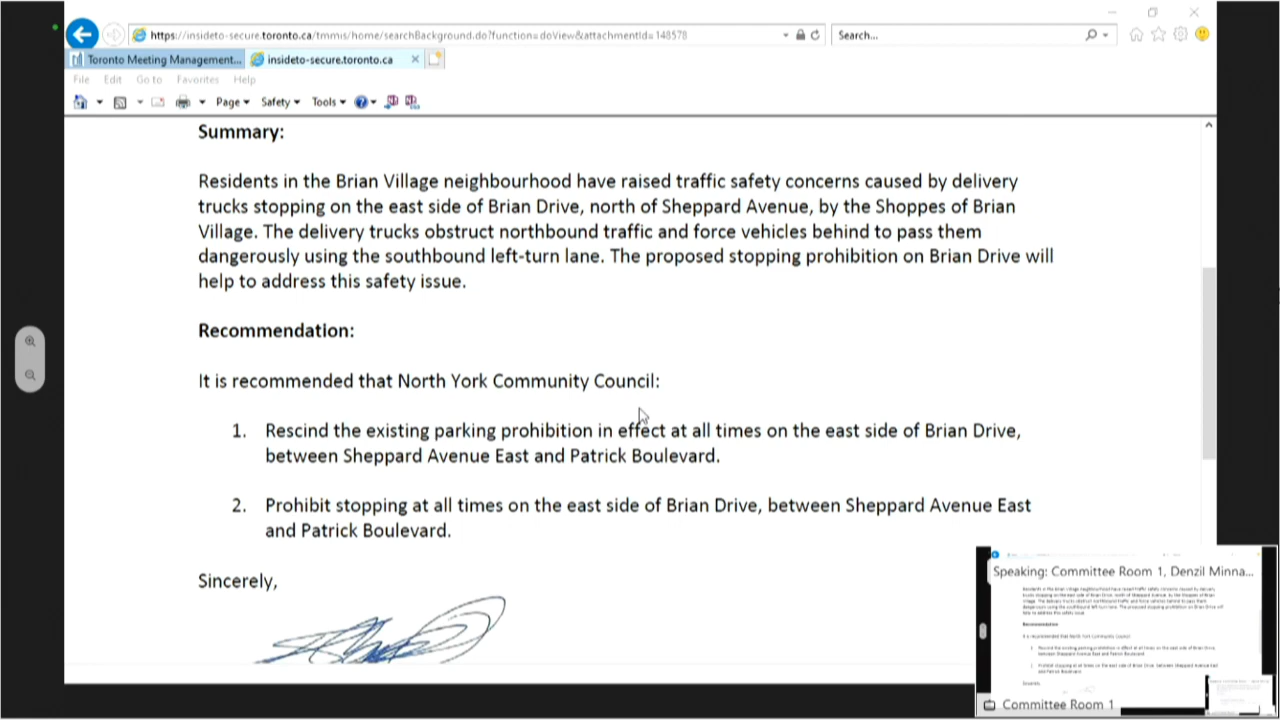 https://insideto-secure.toronto.ca/tmmis/home/searchBackground.do?function=doView&attachmentId=148578
Search...
Toronto Meeting Management...
insideto-secure.toronto.ca
File Edit Go to Favorites Help
Page Safety Tools
Summary:
Residents in the Brian Village neighbourhood have raised traffic safety concerns caused by delivery
trucks stopping on the east side of Brian Drive, north of Sheppard Avenue, by the Shoppes of Brian
Village. The delivery trucks obstruct northbound traffic and force vehicles behind to pass them
dangerously using the southbound left-turn lane. The proposed stopping prohibition on Brian Drive will
help to address this safety issue.
Recommendation:
It is recommended that North York Community Council:
1. Rescind the existing parking prohibition in effect at all times on the east side of Brian Drive,
between Sheppard Avenue East and Patrick Boulevard.
2. Prohibit stopping at all times on the east side of Brian Drive, between Sheppard Avenue East
and Patrick Boulevard.
Sincerely,
Speaking: Committee Room 1, Denzil Minna...
Committee Room 1